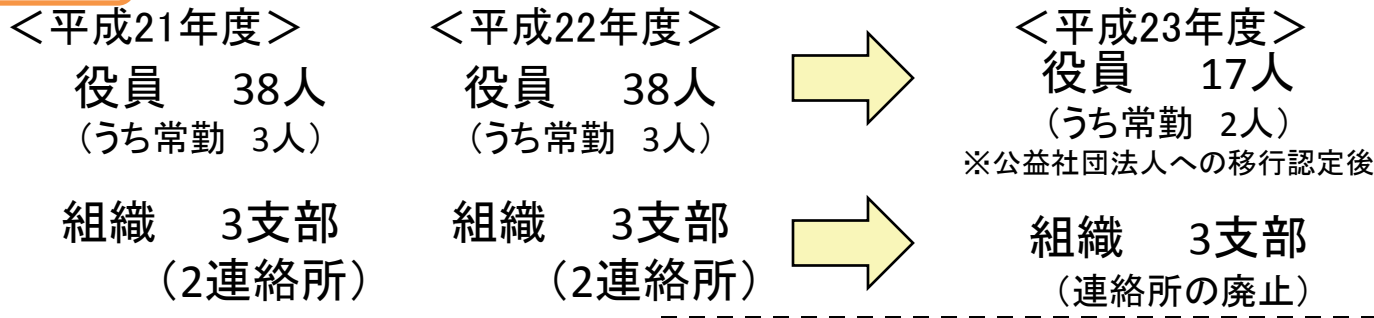 ＜平成21年度＞
役員　38人
（うち常勤 3人）
組織　3支部
（2連絡所）
＜平成22年度＞
役員　38人
（うち常勤 3人）
組織　3支部
（2連絡所）
＜平成23年度＞
役員　17人
（うち常勤 2人）
※公益社団法人への移行認定後
組織　3支部
（連絡所の廃止）